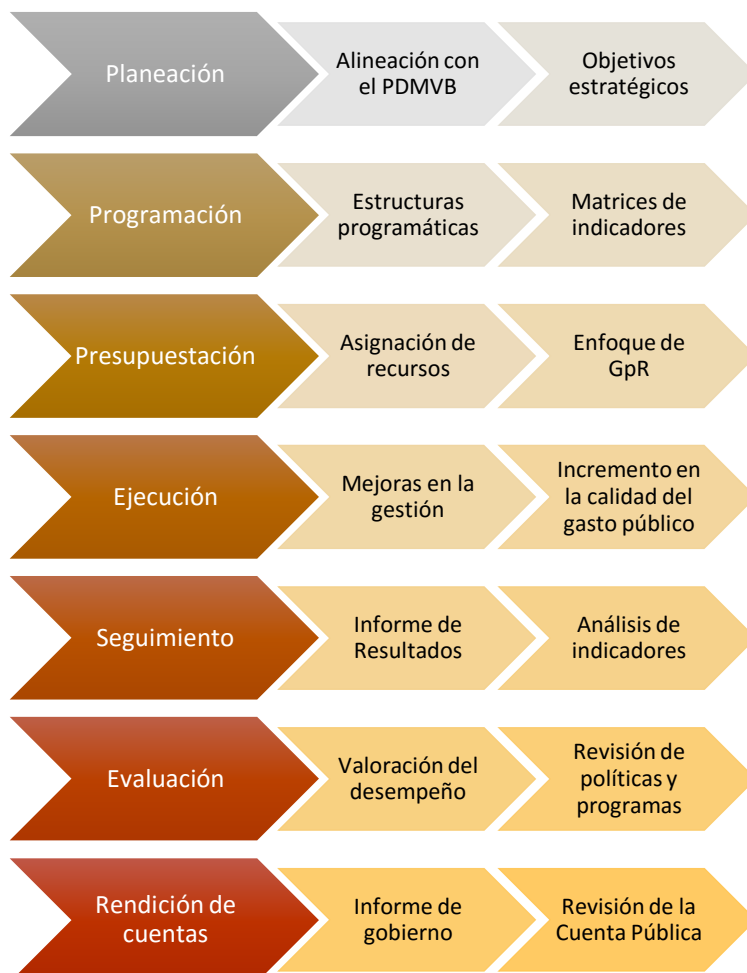 Planeación
Alineación con
el PDMVB
Objetivos
estratégicos
Programación
Estructuras
programáticas
Matrices de
indicadores
Presupuestación
Asignación de
recursos
Enfoque de
GpR
Ejecución
Mejoras en la
gestión
Incremento en
la calidad del
gasto público
Seguimiento
Informe de
Resultados
Análisis de
indicadores
Evaluación
Valoración del
desempeño
Revisión de
políticas y
programas
Rendición de
cuentas
Informe de
gobierno
Revisión de la
Cuenta Pública